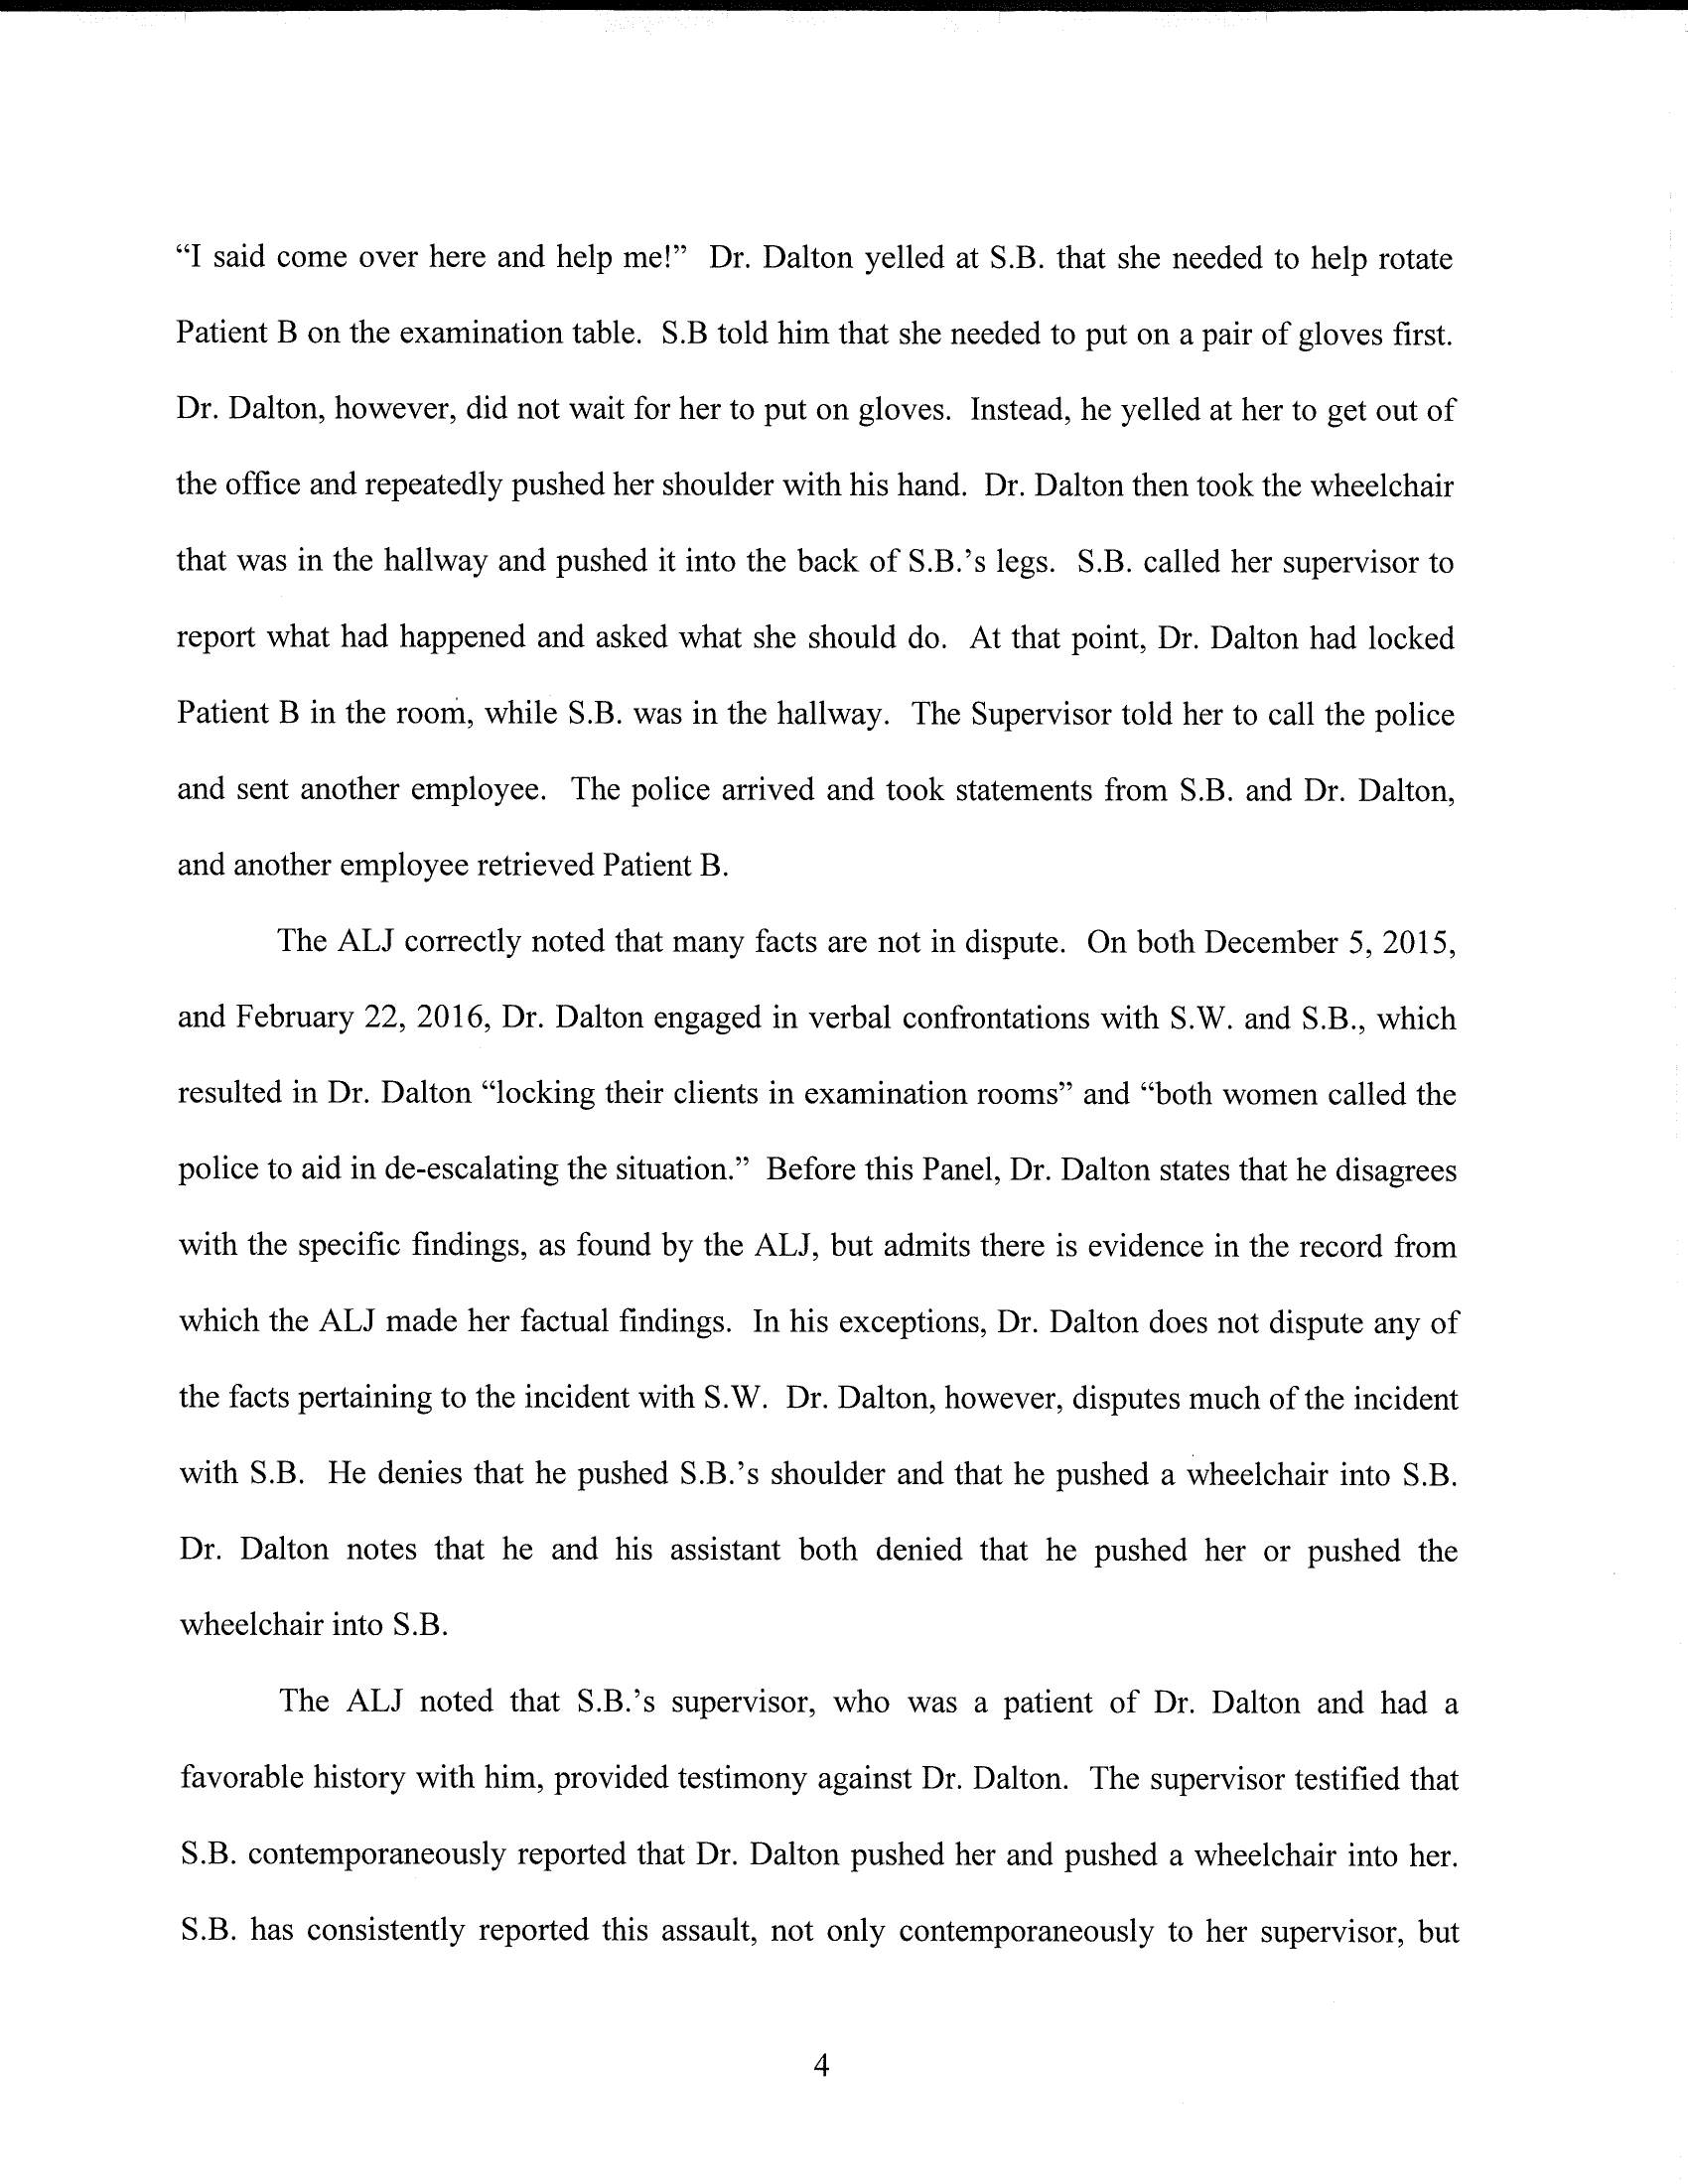 “I said come over here and help me!” Dr. Dalton yelled at S.B. that she needed to help rotate
Patient B on the examination table. S.B told him that she needed to put on a pair of gloves first.
Dr. Dalton, however, did not wait for her to put on gloves. Instead, he yelled at her to get out of
the office and repeatedly pushed her shoulder with his hand. Dr. Dalton then took the wheelchair
that was in the hallway and pushed it into the back of S.B.’s legs. S.B. called her supervisor to
report what had happened and asked what she should do. At that point, Dr. Dalton had locked
Patient B in the room, while S.B. was in the hallway. The Supervisor told her to call the police
and sent another employee. The police arrived and took statements from S.B. and Dr. Dalton,
and another employee retrieved Patient B.
The ALJ correctly noted that many facts are not in dispute. On both December 5, 2015,
and February 22, 2016, Dr. Dalton engaged in verbal confrontations with S.W. and S.B., which
resulted in Dr. Dalton “locking their clients in examination rooms” and “both women called the
police to aid in de-escalating the situation.” Before this Panel, Dr. Dalton states that he disagrees
with the specific findings, as found by the ALJ, but admits there is evidence in the record from
which the ALJ made her factual findings. In his exceptions, Dr. Dalton does not dispute any of
the facts pertaining to the incident with S.W. Dr. Dalton, however, disputes much of the incident
with S.B. He denies that he pushed S.B.’s shoulder and that he pushed a wheelchair into S.B.
Dr. Dalton notes that he and his assistant both denied that he pushed her or pushed the
wheelchair into S.B.
The ALJ noted that S.B.’s supervisor, who was a patient of Dr. Dalton and had a
favorable history with him, provided testimony against Dr. Dalton. The supervisor testified that
S.B. contemporaneously reported that Dr. Dalton pushed her and pushed a wheelchair into her.
S.B. has consistently reported this assault, not only contemporaneously to her supervisor, but
4